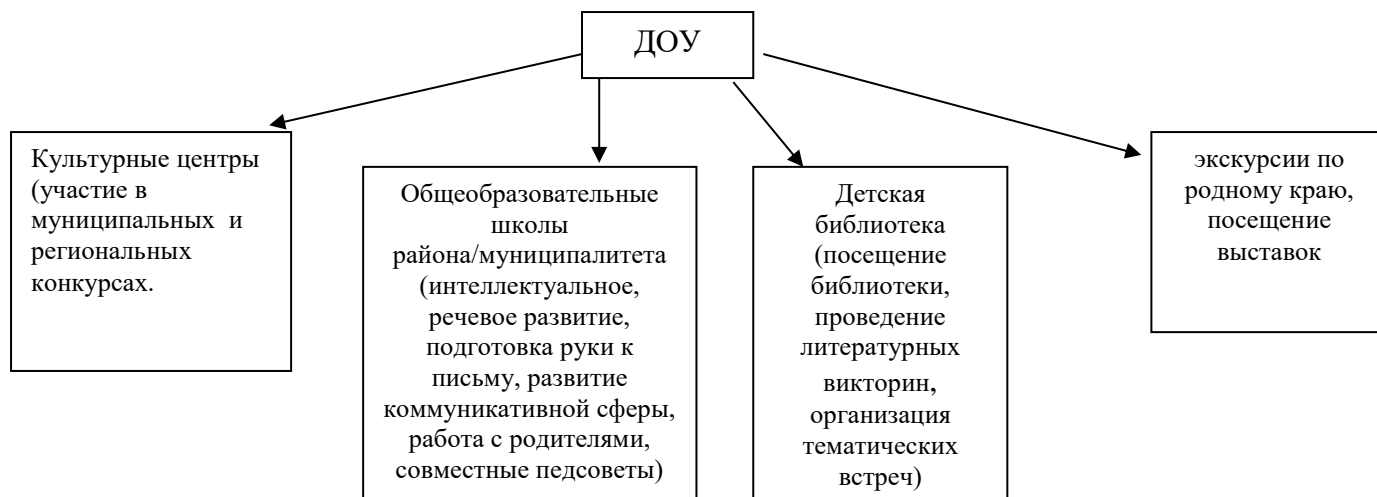 ДОУ
Культурные центры
(участие в
муниципальных и
региональных
конкурсах.
Общеобразовательные
школы
района/муниципалитета
(интеллектуальное,
речевое развитие,
подготовка руки к
письму, развитие
коммуникативной сферы,
работа с родителями,
совместные педсоветы)
Детская
библиотека
(посещение
библиотеки,
проведение
литературных
викторин,
организация
тематических
встреч)
экскурсии по
родному краю,
посещение
выставок